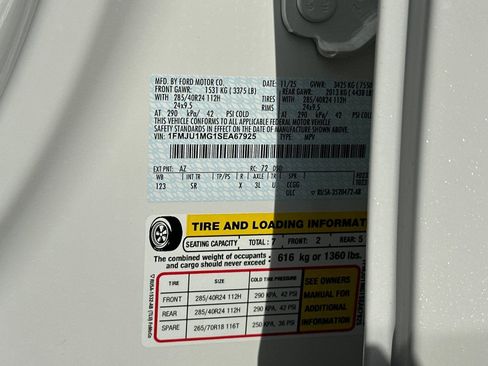 MFD. BY FORD MOTOR CO.
DATE: 11/25 GVWR: 3425 KG (7550
FRONT GAWR: 1531 KG (3375 LB) REAR GAWR: 2013 KG (4438 LB
WITH 285/40R24 112H TIRES WITH 285/40R24 112H
24x9.5 RIMS 24x9.5
AT 290 kPa/ 42 PSI COLD AT 290 kPa/ 42 PSI COLD
THIS VEHICLE CONFORMS TO ALL APPLICABLE FEDERAL MOTOR VEHICLE
SAFETY STANDARDS IN EFFECT ON THE DATE OF MANUFACTURE SHOWN ABOVE.
VIN: 1FMJU1MG1SEA67925 TYPE: MPV
EXT PNT: AZ RC: 72 DSO:
WB INT TR TP/PS R AXLE TR SPR
123 SR X 3L U CCGG
TIRE AND LOADING INFORMAT
SEATING CAPACITY TOTAL : 7 FRONT: 2 REAR: 5
The combined weight of occupants and cargo should never exceed : 616 kg or 1360 lbs.
TIRE SIZE COLD TIRE PRESSURE
FRONT 285/40R24 112H 290 KPA, 42 PSI
REAR 285/40R24 112H 290 KPA, 42 PSI
SPARE 265/70R18 116T 250 KPA, 36 PSI
SEE OWNERS
MANUAL FOR
ADDITIONAL
INFORMATION